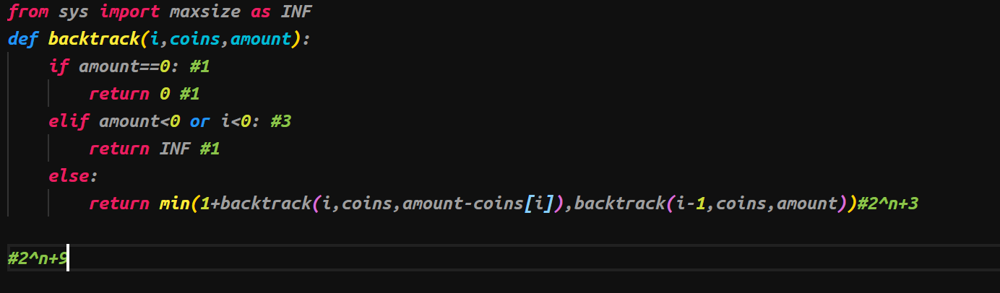 from sys import maxsize as INF
def backtrack(i,coins,amount):
    if amount==0: #1
        return 0 #1
    elif amount<0 or i<0: #3
        return INF #1
    else:
        return min(1+backtrack(i,coins,amount-coins[i]),backtrack(i-1,coins,amount))#2^n+3
#2^n+9